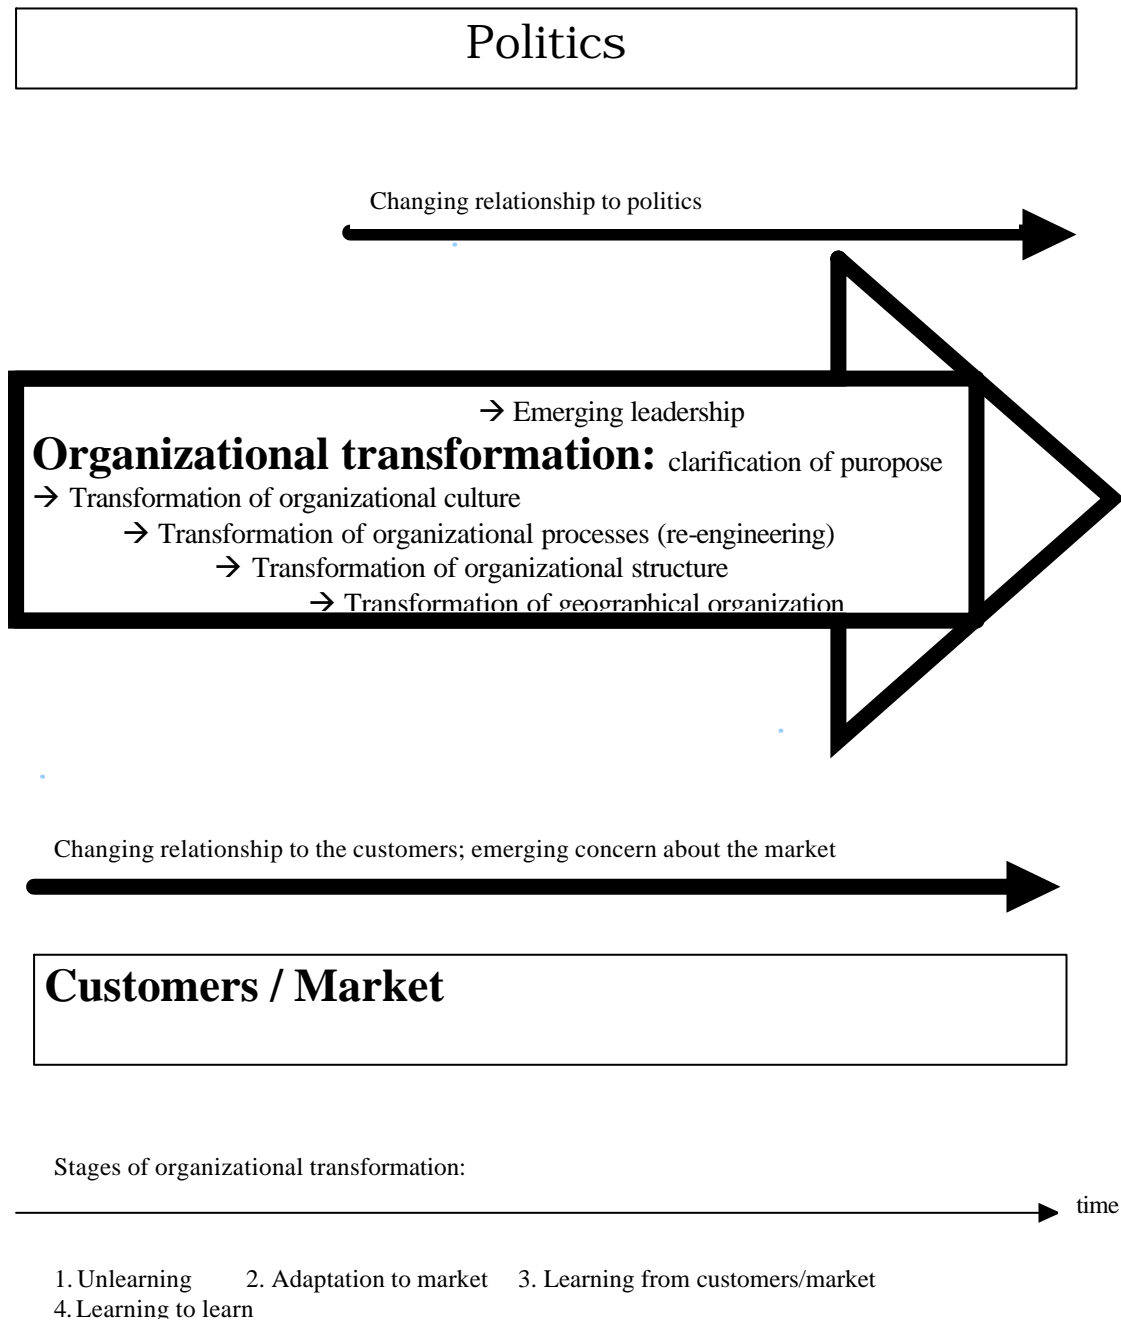 Politics
Changing relationship to politics
→ Emerging leadership
Organizational transformation: clarification of puropose
→ Transformation of organizational culture
→ Transformation of organizational processes (re-engineering)
→ Transformation of organizational structure
→ Transformation of geographical organization
Changing relationship to the customers; emerging concern about the market
Customers / Market
Stages of organizational transformation:
time
1. Unlearning 2. Adaptation to market 3. Learning from customers/market
4. Learning to learn